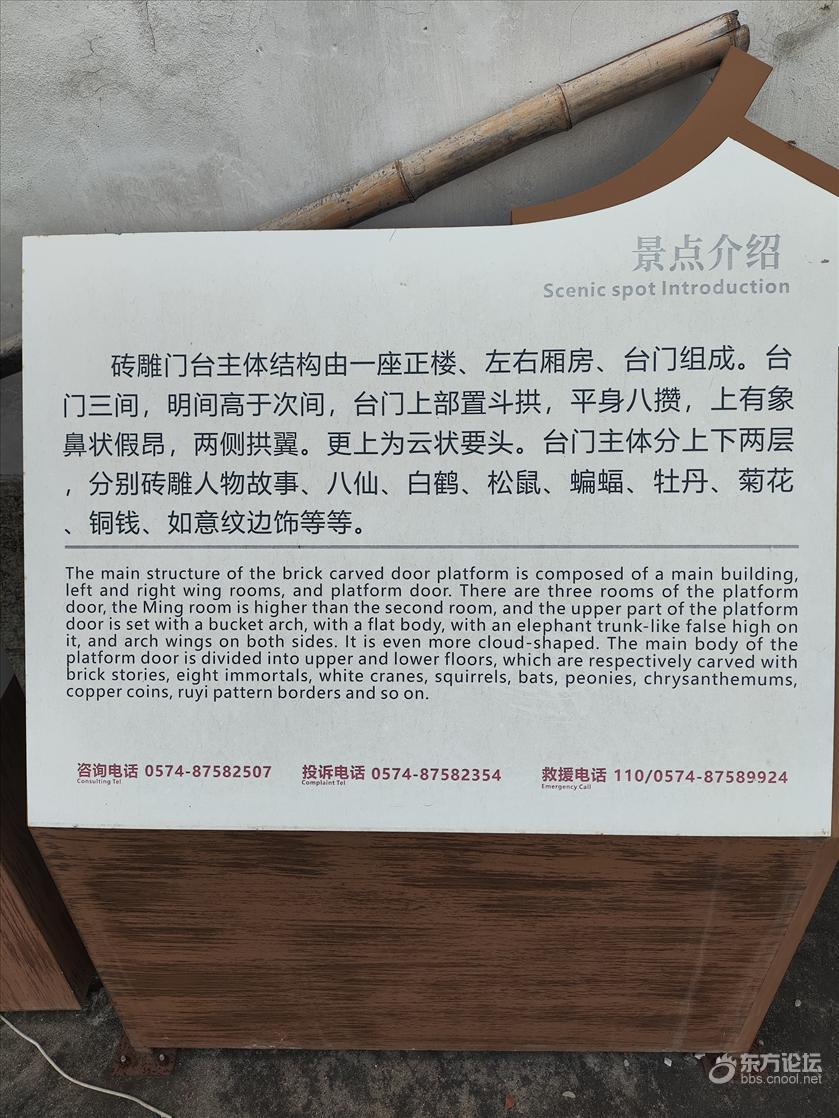 景点介绍
Scenic spot Introduction
砖雕门台主体结构由一座正楼、左右厢房、台门组成。台
门三间，明间高于次间，台门上部置斗拱，平身八攒，上有象
鼻状假昂，两侧拱翼。更上为云状要头。台门主体分上下两层
，分别砖雕人物故事、八仙、白鹤、松鼠、蝙蝠、牡丹、菊花
、铜钱、如意纹边饰等等。
The main structure of the brick carved door platform is composed of a main building,
left and right wing rooms, and platform door. There are three rooms of the platform
door, the Ming room is higher than the second room, and the upper part of the platform
door is set with a bucket arch, with a flat body, with an elephant trunk-like false high on
it, and arch wings on both sides. It is even more cloud-shaped. The main body of the
platform door is divided into upper and lower floors, which are respectively carved with
brick stories, eight immortals, white cranes, squirrels, bats, peonies, chrysanthemums,
copper coins, ruyi pattern borders and so on.
咨询电话 0574-87582507 投诉电话 0574-87582354 救援电话 110/0574-87589924
Consulting Tel Complaint Tel Emergency Call
东方论坛
bbs.cnool.net